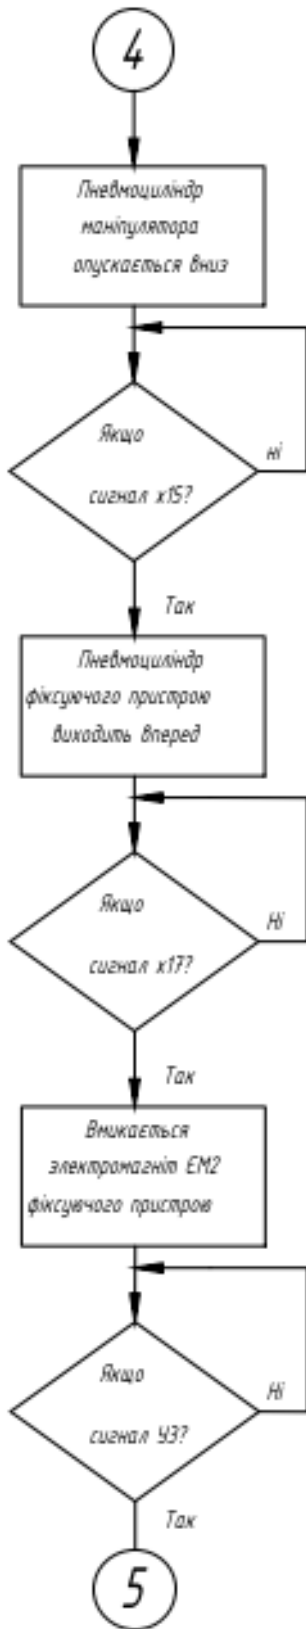 4
Пневмоциліндр
маніпулятора
опускається вниз
Якщо
ні
сигнал х15?
Так
Пневмоциліндр
фіксуючого пристрою
виходить вперед
Якщо
Ні
сигнал х17?
Так
Вмикається
электромагніт ЕМ2
фіксуючого пристрою
Якщо
Ні
сигнал У3?
Так
5